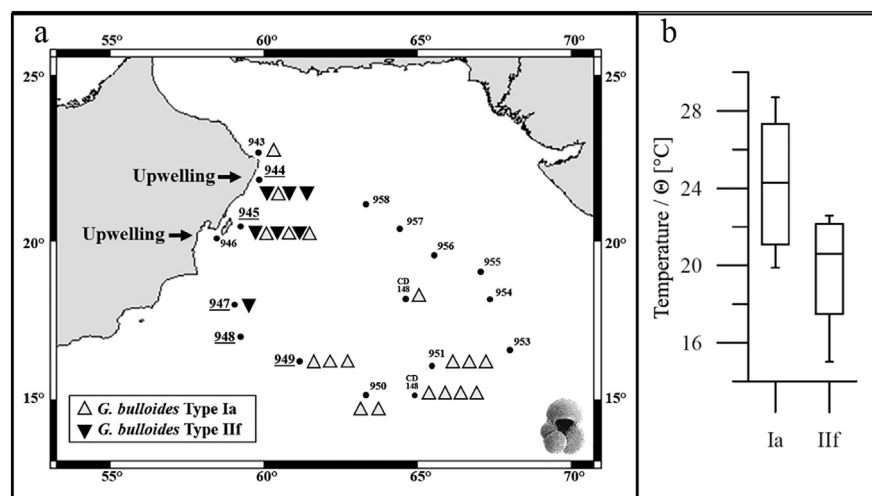 a
55° 60° 65° 70°
25° 25°
943
Upwelling
944
958
945
957
20° Upwelling 20°
946
956
955
CD
148
954
947
948
953
949
951
950
CD
148
15° 15°
G. bulloides Type Ia
G. bulloides Type IIf
55° 60° 65° 70°
b
Temperature / Θ [°C]
28
24
20
16
Ia IIf